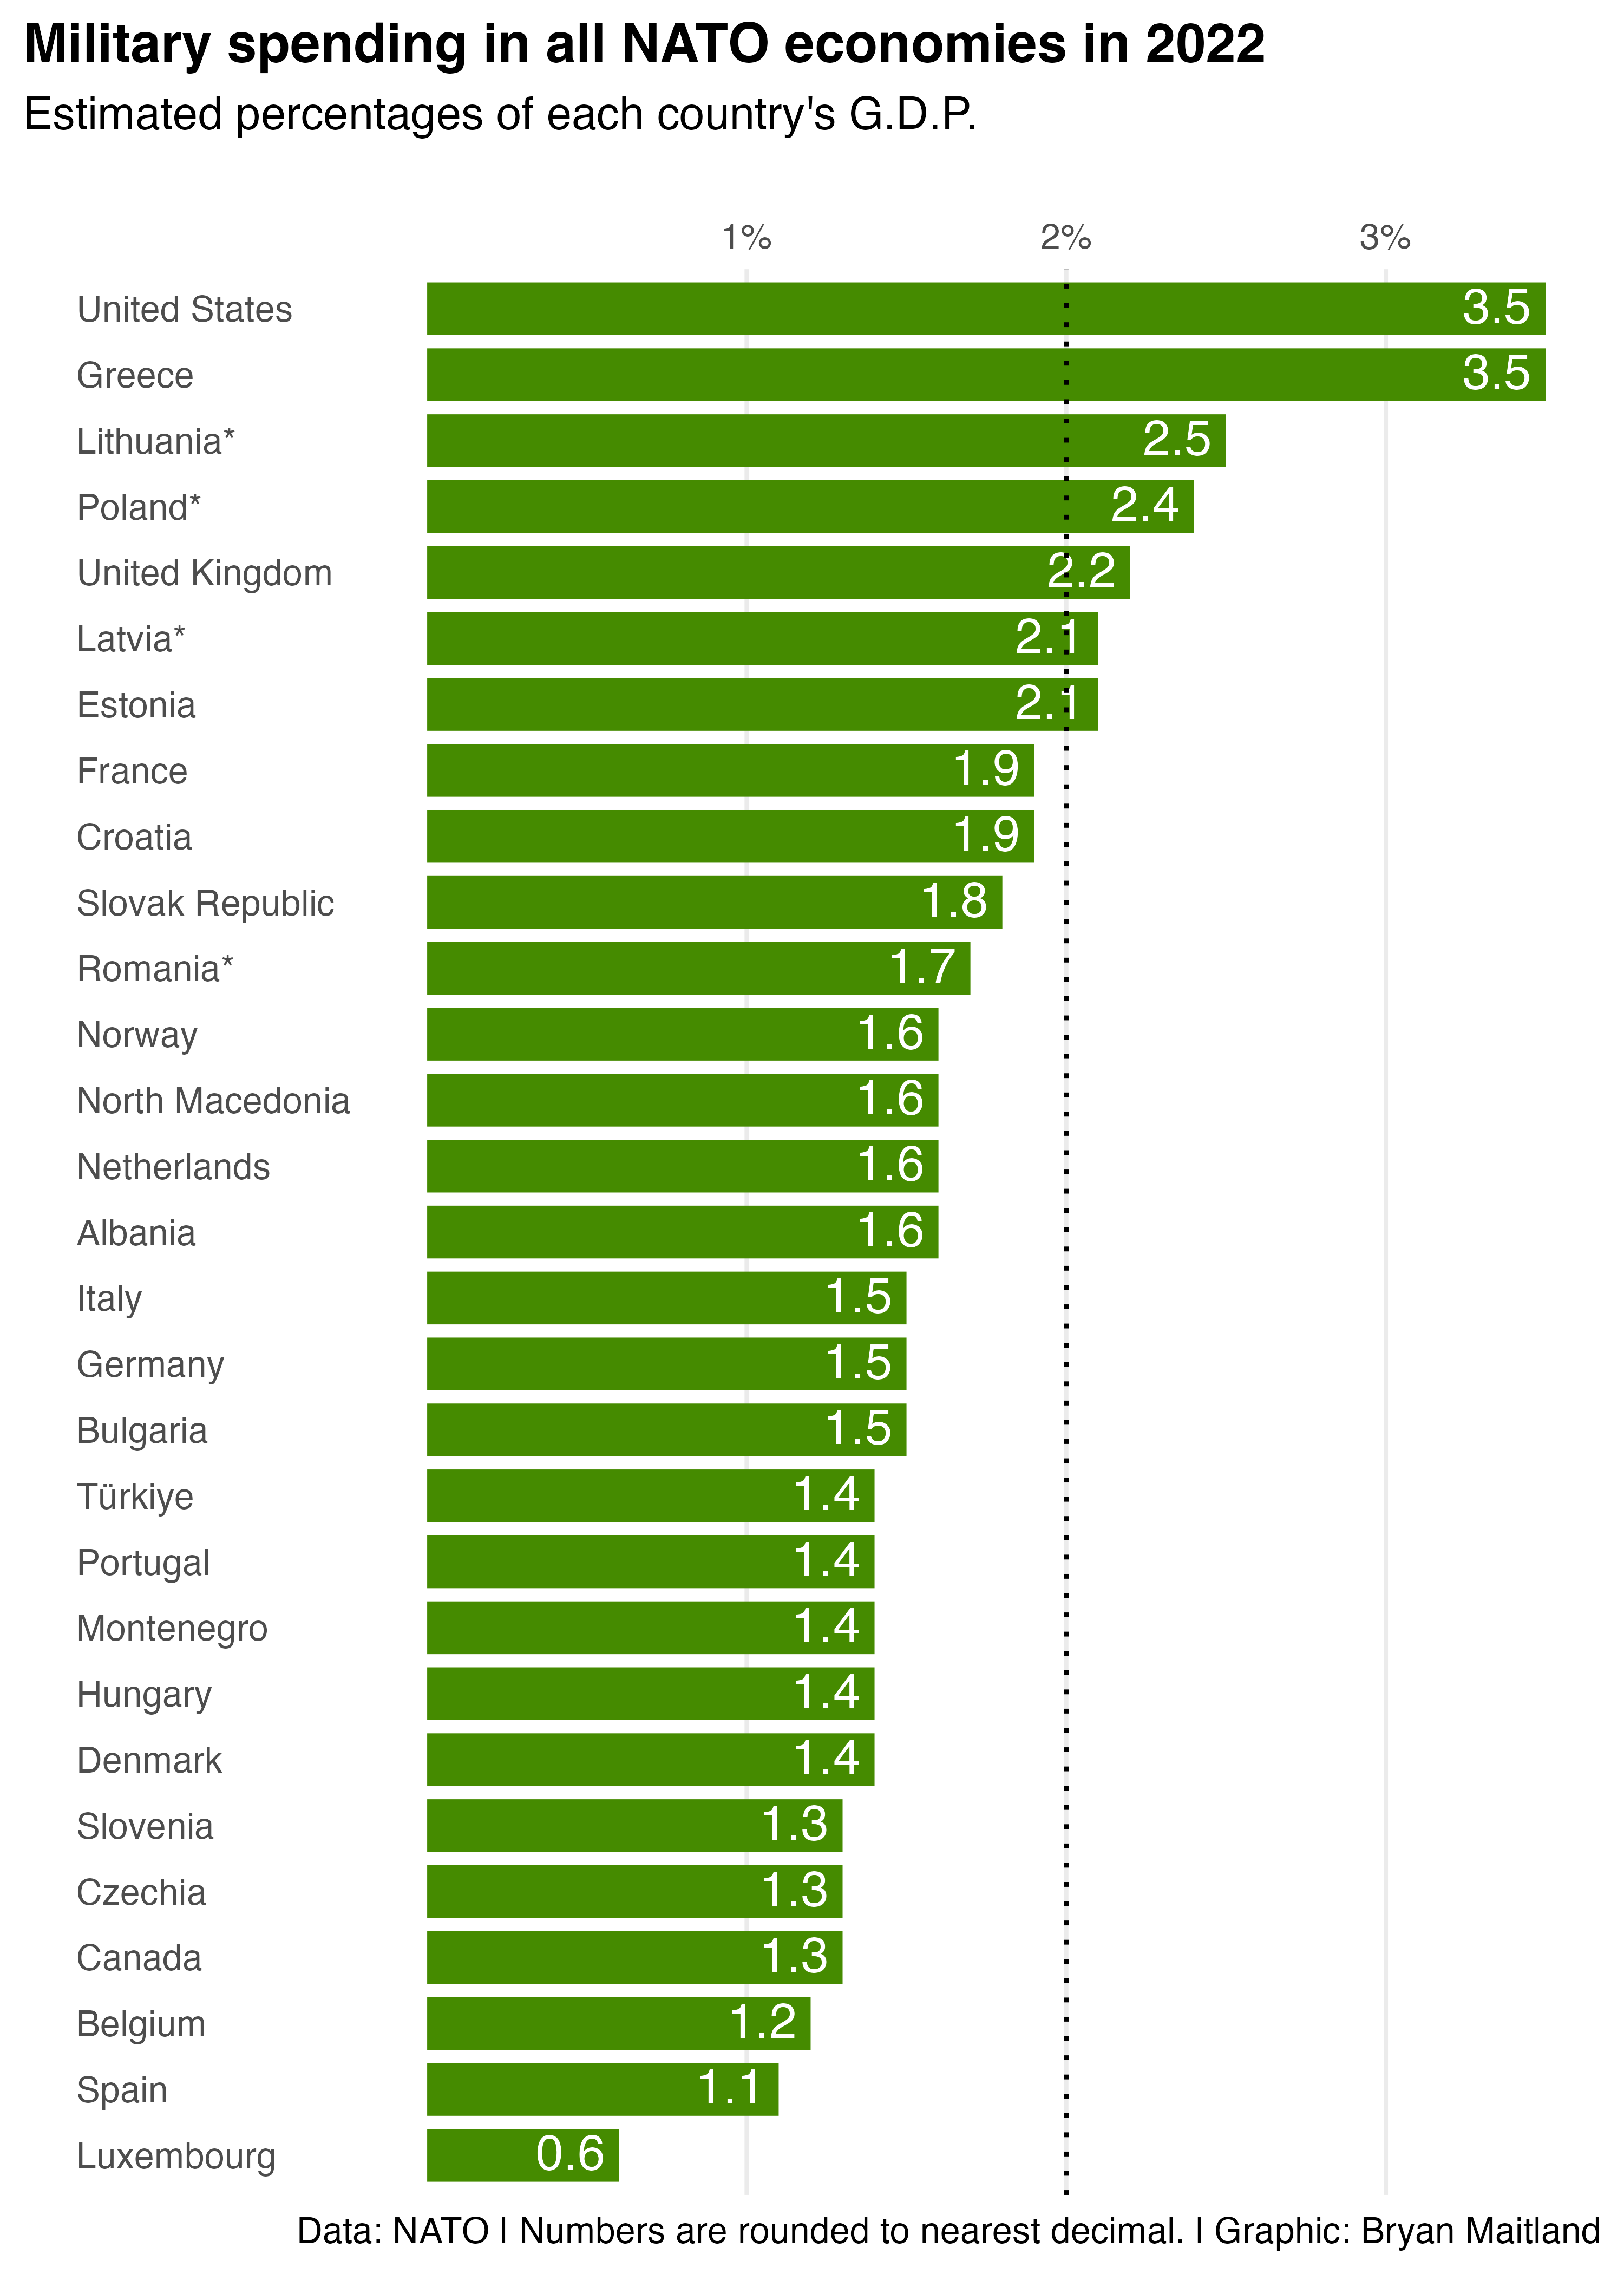 Military spending in all NATO economies in 2022
Estimated percentages of each country's G.D.P.
1% 2% 3%
United States 3.5
Greece 3.5
Lithuania* 2.5
Poland* 2.4
United Kingdom 2.2
Latvia* 2.1
Estonia 2.1
France 1.9
Croatia 1.9
Slovak Republic 1.8
Romania* 1.7
Norway 1.6
North Macedonia 1.6
Netherlands 1.6
Albania 1.6
Italy 1.5
Germany 1.5
Bulgaria 1.5
Türkiye 1.4
Portugal 1.4
Montenegro 1.4
Hungary 1.4
Denmark 1.4
Slovenia 1.3
Czechia 1.3
Canada 1.3
Belgium 1.2
Spain 1.1
Luxembourg 0.6
Data: NATO | Numbers are rounded to nearest decimal. | Graphic: Bryan Maitland